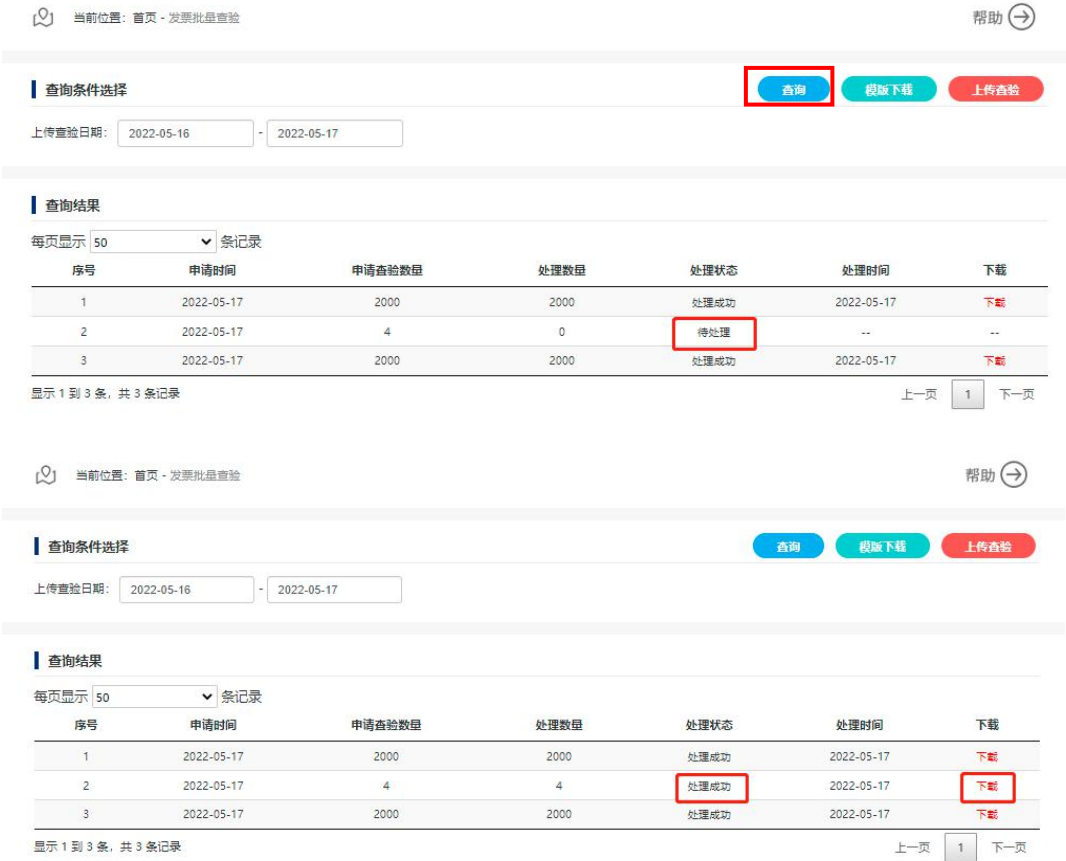 当前位置：首页 - 发票批量查验 帮助
查询条件选择 查询 模版下载 上传查验
上传查验日期： 2022-05-16 - 2022-05-17
查询结果
每页显示 50 条记录
序号 申请时间 申请查验数量 处理数量 处理状态 处理时间 下载
1 2022-05-17 2000 2000 处理成功 2022-05-17 下载
2 2022-05-17 4 0 待处理 -- --
3 2022-05-17 2000 2000 处理成功 2022-05-17 下载
显示 1 到 3 条，共 3 条记录 上一页 1 下一页
当前位置：首页 - 发票批量查验 帮助
查询条件选择 查询 模版下载 上传查验
上传查验日期： 2022-05-16 - 2022-05-17
查询结果
每页显示 50 条记录
序号 申请时间 申请查验数量 处理数量 处理状态 处理时间 下载
1 2022-05-17 2000 2000 处理成功 2022-05-17 下载
2 2022-05-17 4 4 处理成功 2022-05-17 下载
3 2022-05-17 2000 2000 处理成功 2022-05-17 下载
显示 1 到 3 条，共 3 条记录 上一页 1 下一页